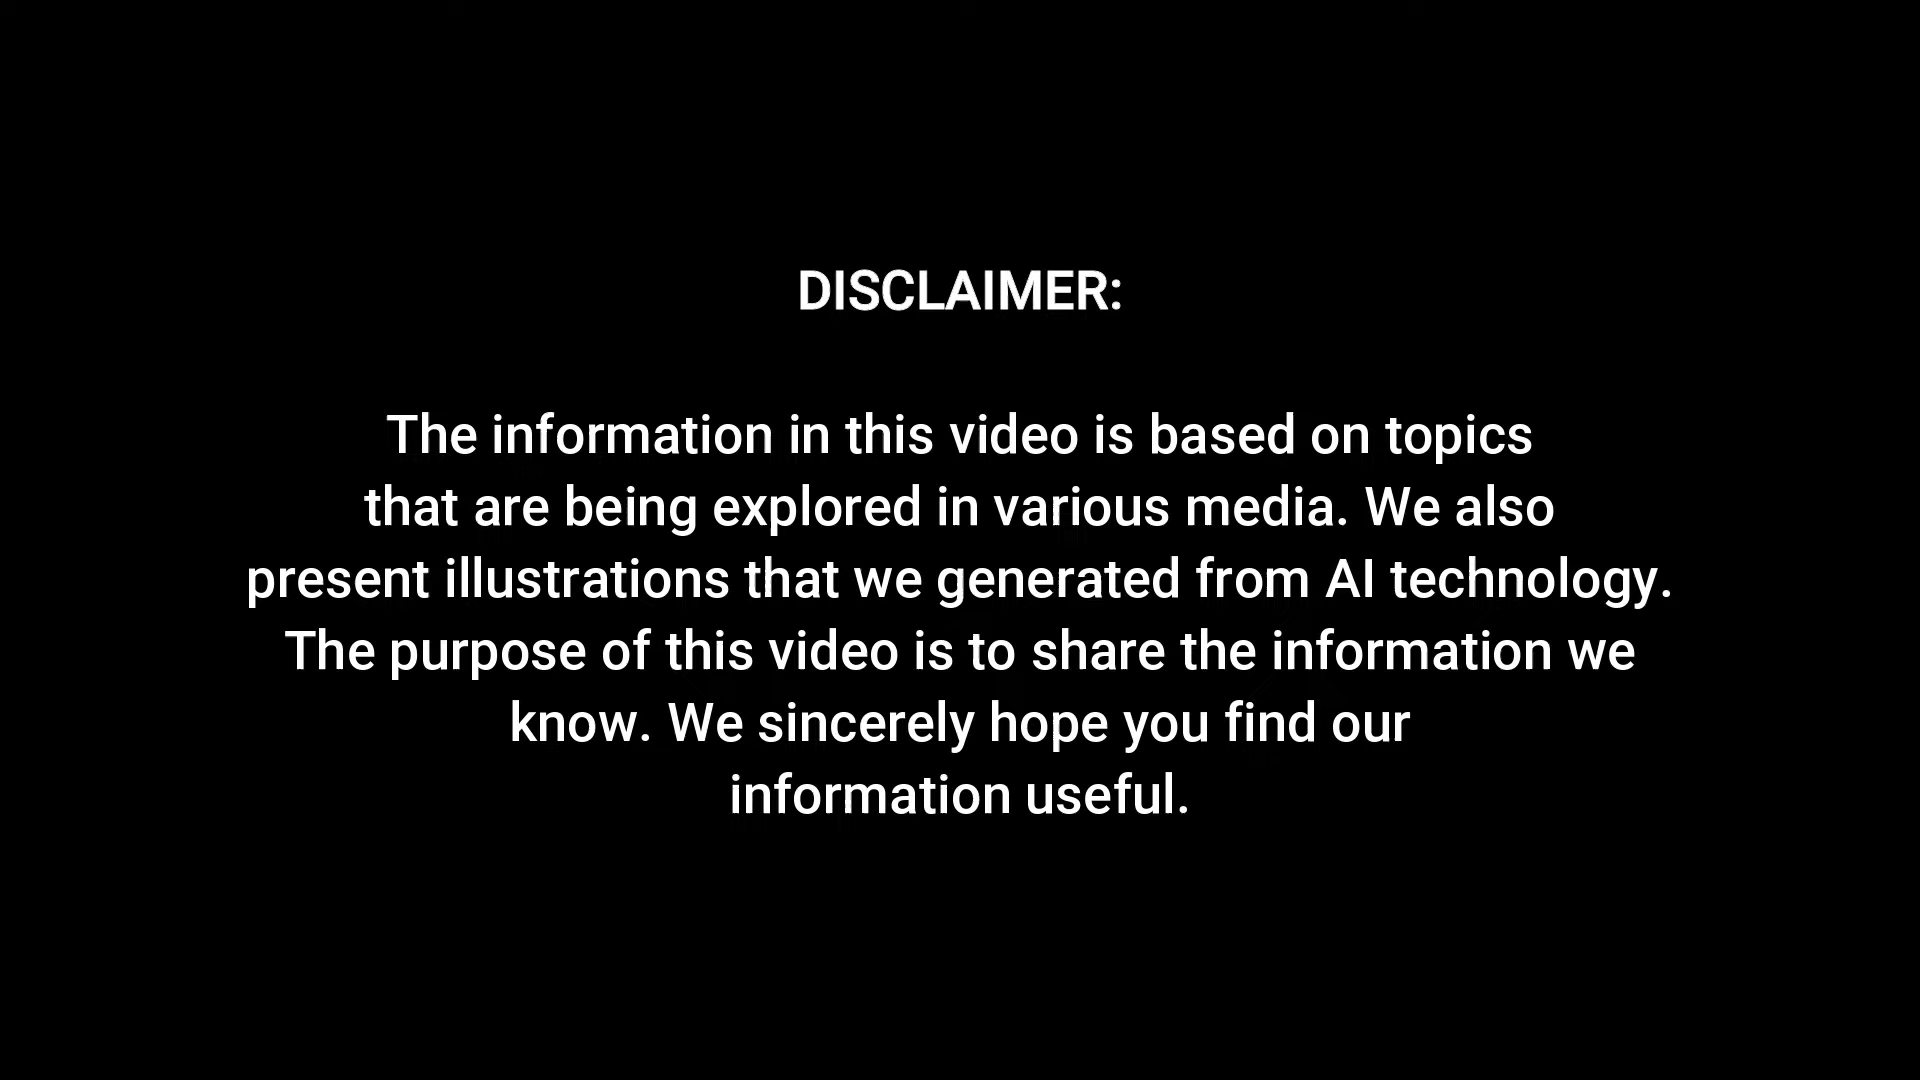 DISCLAIMER:
The information in this video is based on topics
that are being explored in various media. We also
present illustrations that we generated from AI technology.
The purpose of this video is to share the information we
know. We sincerely hope you find our
information useful.